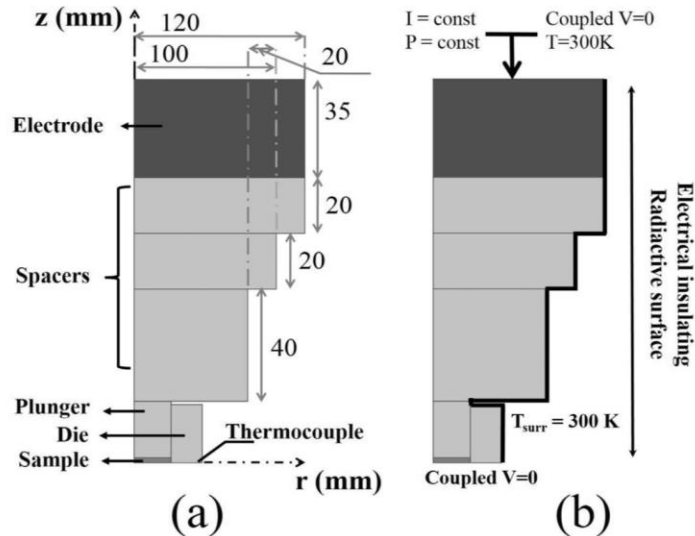 z (mm)
120
100
20
Electrode
35
20
Spacers
20
40
Plunger
Die
Thermocouple
Sample
r (mm)
(a)
I = const
P = const
Coupled V=0
T=300K
Electrical insulating
Radiactive surface
Tsurr = 300 K
Coupled V=0
(b)